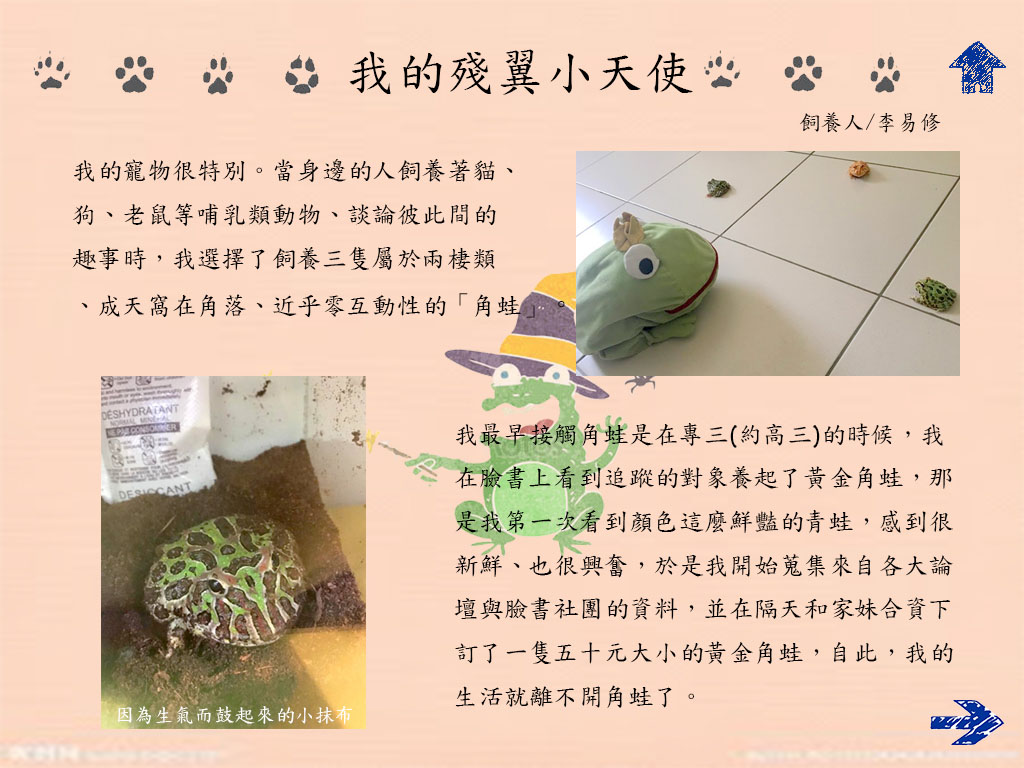 我的殘翼小天使
飼養人/李易修
我的寵物很特別。當身邊的人飼養著貓、
狗、老鼠等哺乳類動物、談論彼此間的
趣事時，我選擇了飼養三隻屬於兩棲類
、成天窩在角落、近乎零互動性的「角蛙」。
DESHYDRATANT
NORMAL MINERAL
NE PAS CONSOMMER
DESICCANT
因為生氣而鼓起來的小抹布
我最早接觸角蛙是在專三(約高三)的時候，我
在臉書上看到追蹤的對象養起了黃金角蛙，那
是我第一次看到顏色這麼鮮豔的青蛙，感到很
新鮮、也很興奮，於是我開始蒐集來自各大論
壇與臉書社團的資料，並在隔天和家妹合資下
訂了一隻五十元大小的黃金角蛙，自此，我的
生活就離不開角蛙了。